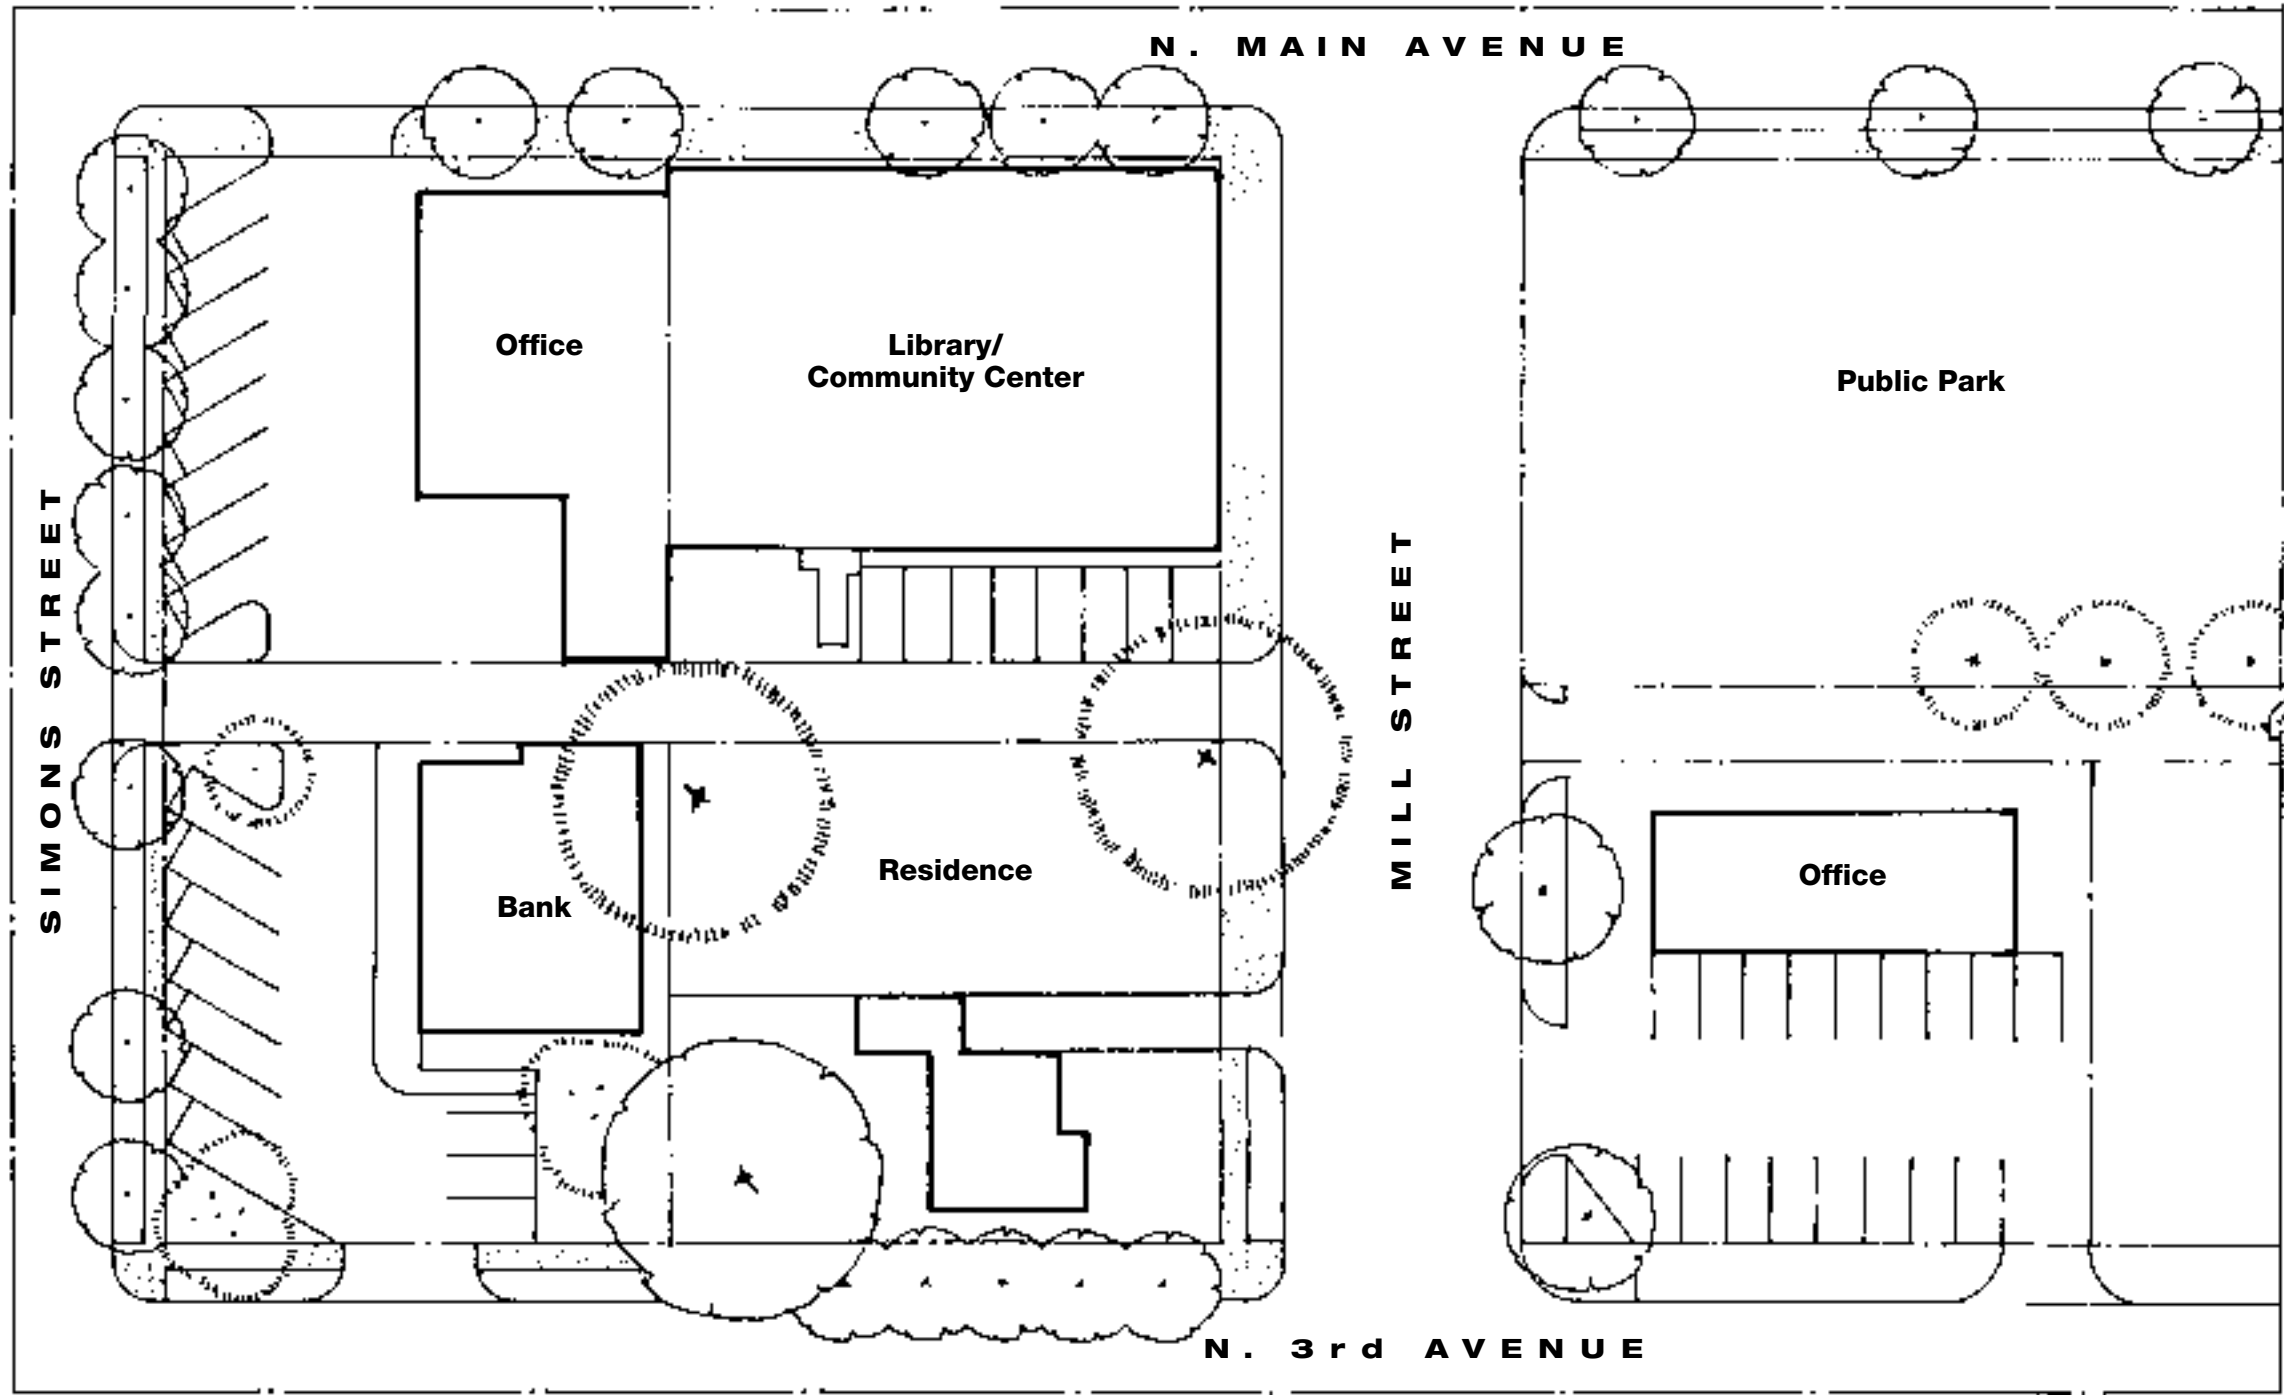 N. MAIN AVENUE
Office
Library/
Community Center
Public Park
SIMONS STREET
MILL STREET
Residence
Office
Bank
N. 3rd AVENUE